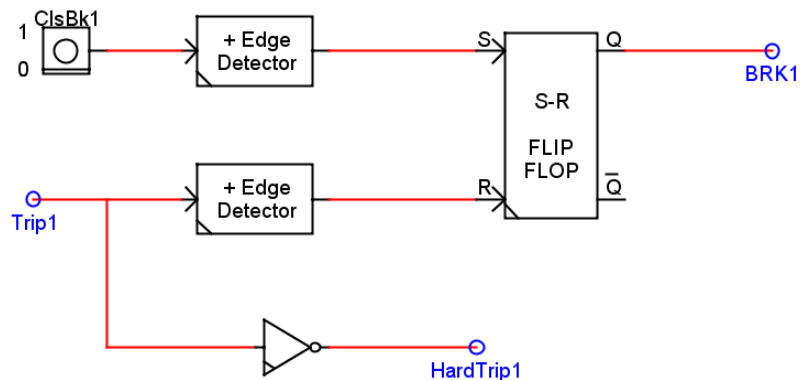 ClsBk1
1
0
+ Edge
Detector
S
Q
S-R
FLIP
FLOP
BRK1
Trip1
+ Edge
Detector
R
Q̅
HardTrip1